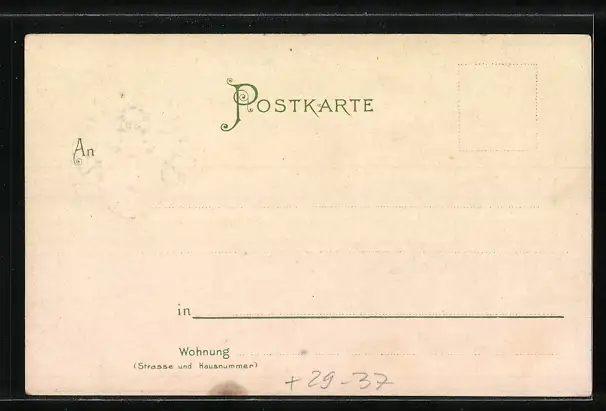 Postkarte
An
in
Wohnung
(Strasse und Hausnummer)
+29-37